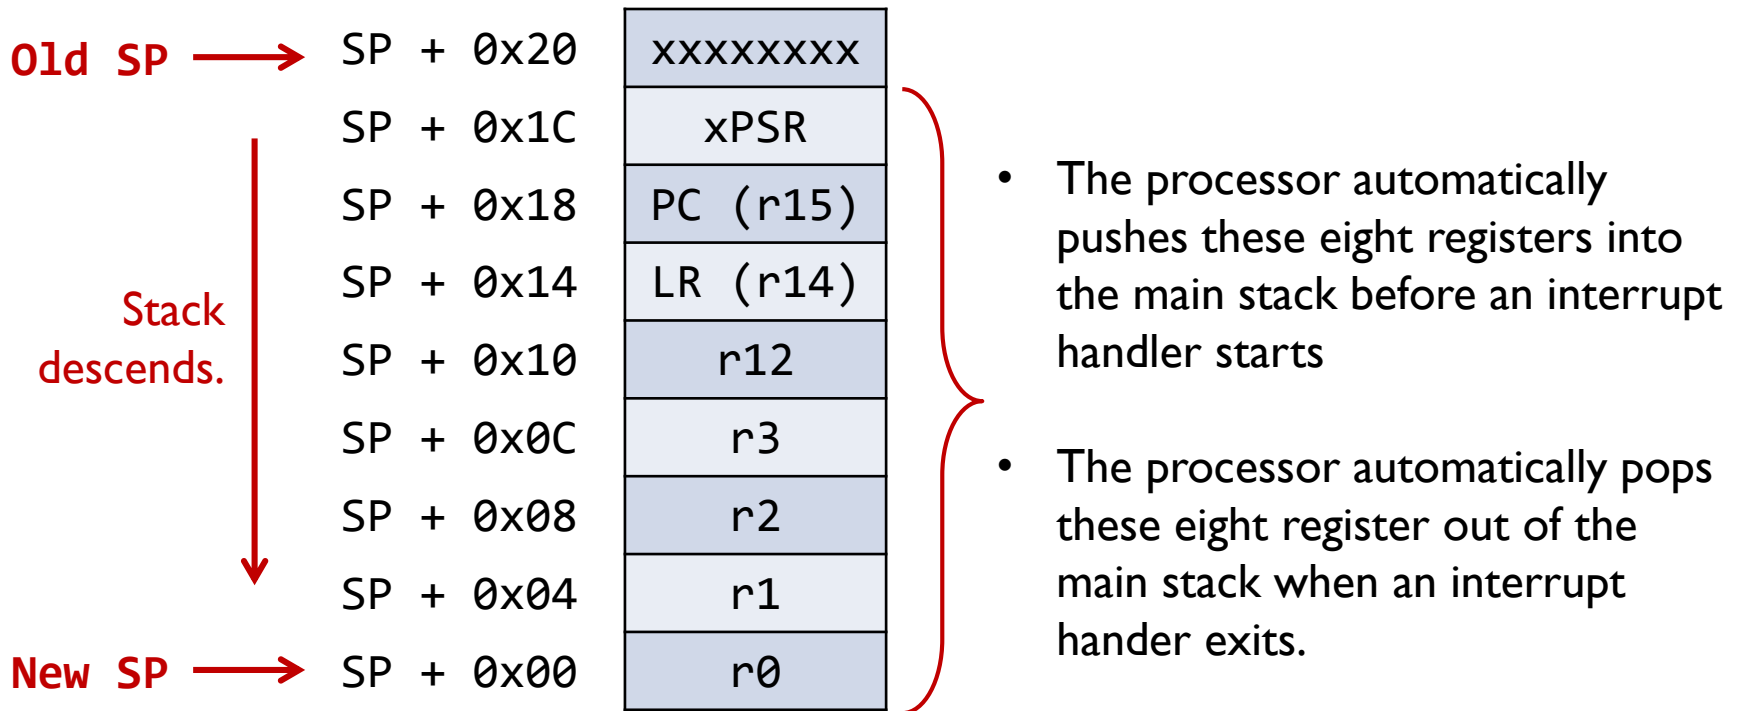 Old SP
SP + 0x20
xxxxxxxx
SP + 0x1C
xPSR
SP + 0x18
PC (r15)
SP + 0x14
LR (r14)
SP + 0x10
r12
SP + 0x0C
r3
SP + 0x08
r2
SP + 0x04
r1
New SP
SP + 0x00
r0
Stack
descends.
• The processor automatically
pushes these eight registers into
the main stack before an interrupt
handler starts
• The processor automatically pops
these eight register out of the
main stack when an interrupt
hander exits.